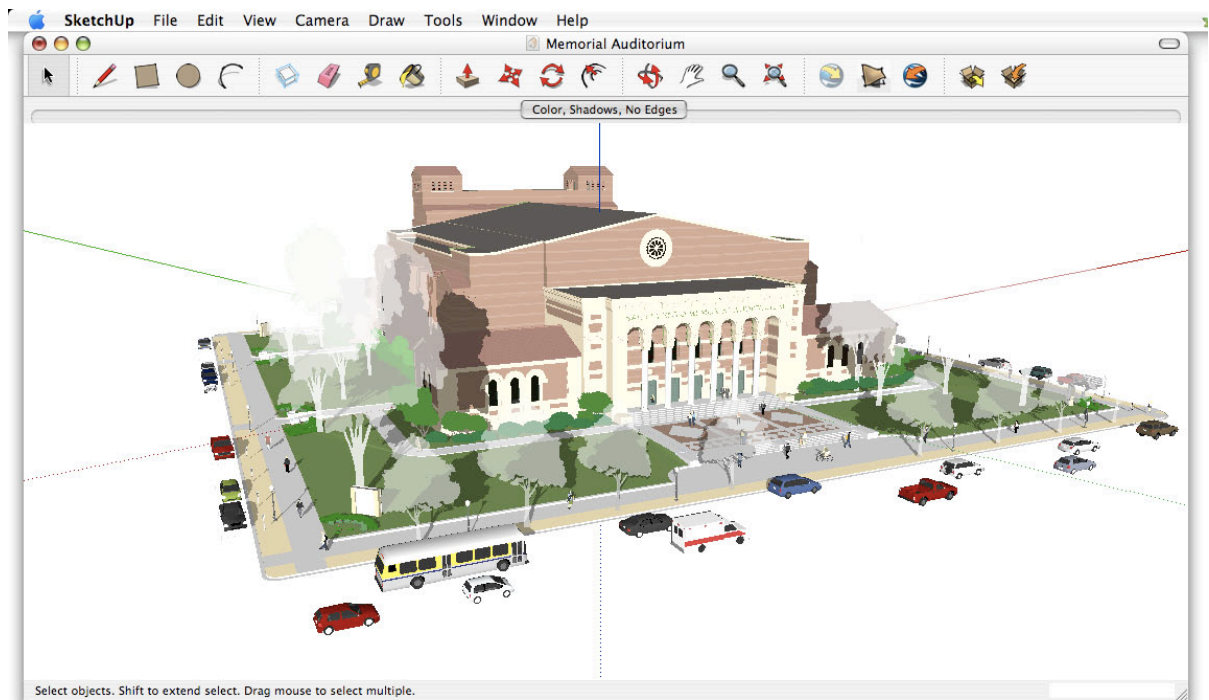 SketchUp File Edit View Camera Draw Tools Window Help
Memorial Auditorium
Color, Shadows, No Edges
Select objects. Shift to extend select. Drag mouse to select multiple.